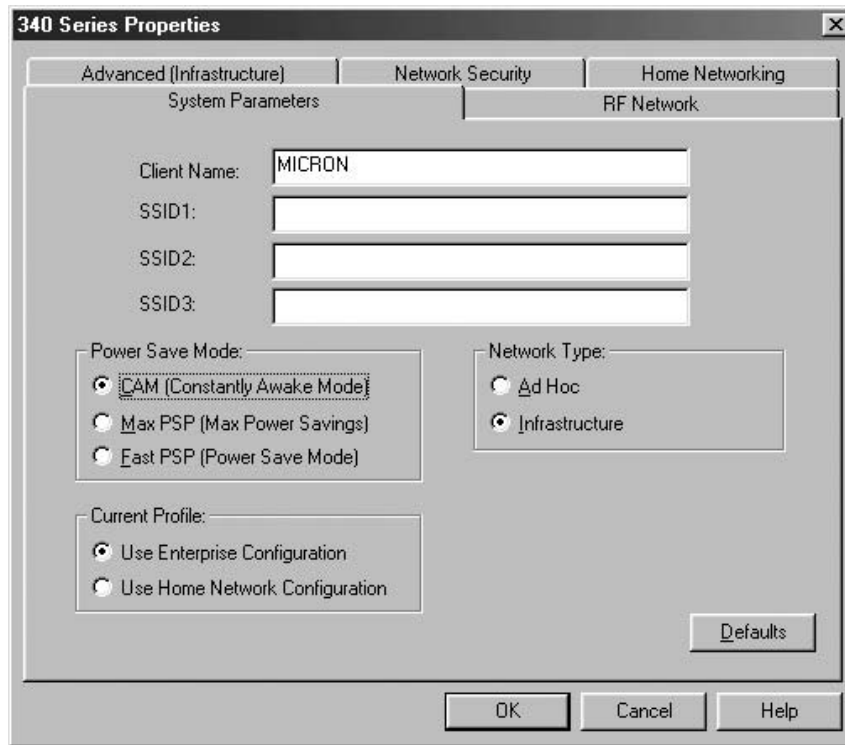 340 Series Properties
Advanced (Infrastructure) Network Security Home Networking
System Parameters RF Network
Client Name: MICRON
SSID1:
SSID2:
SSID3:
Power Save Mode:
CAM (Constantly Awake Mode)
Max PSP (Max Power Savings)
Fast PSP (Power Save Mode)
Network Type:
Ad Hoc
Infrastructure
Current Profile:
Use Enterprise Configuration
Use Home Network Configuration
Defaults
OK Cancel Help